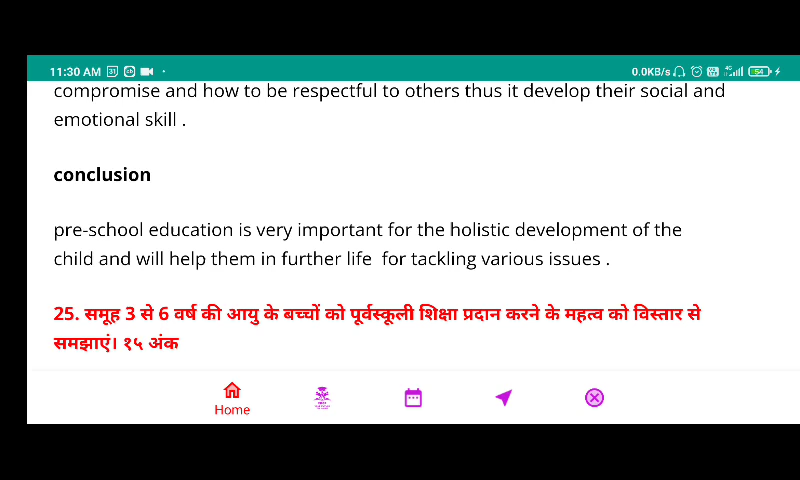 11:30 AM
0.0KB/s
4G
54
compromise and how to be respectful to others thus it develop their social and
emotional skill .
conclusion
pre-school education is very important for the holistic development of the
child and will help them in further life for tackling various issues .
25. समूह 3 से 6 वर्ष की आयु के बच्चों को पूर्वस्कूली शिक्षा प्रदान करने के महत्व को विस्तार से
समझाएं। १५ अंक
Home